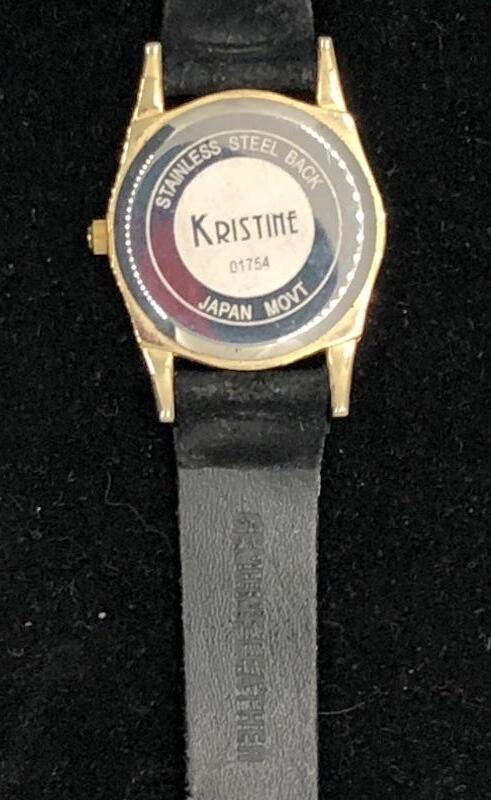 STAINLESS STEEL BACK
KRISTINE
01754
JAPAN MOVT